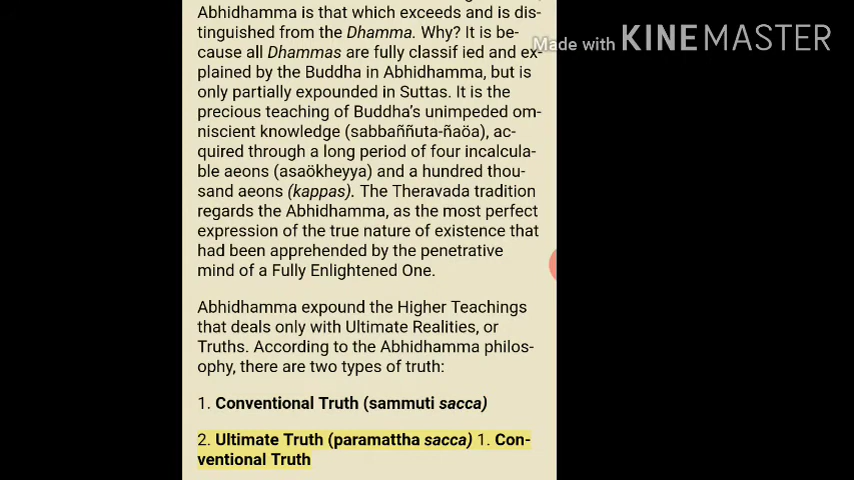 Abhidhamma is that which exceeds and is dis-
tinguished from the Dhamma. Why? It is be-
cause all Dhammas are fully classif ied and ex-
plained by the Buddha in Abhidhamma, but is
only partially expounded in Suttas. It is the
precious teaching of Buddha's unimpeded om-
niscient knowledge (sabbaññuta-ñaöa), ac-
quired through a long period of four incalcula-
ble aeons (asaökheyya) and a hundred thou-
sand aeons (kappas). The Theravada tradition
regards the Abhidhamma, as the most perfect
expression of the true nature of existence that
had been apprehended by the penetrative
mind of a Fully Enlightened One.
Abhidhamma expound the Higher Teachings
that deals only with Ultimate Realities, or
Truths. According to the Abhidhamma philos-
ophy, there are two types of truth:
1. Conventional Truth (sammuti sacca)
2. Ultimate Truth (paramattha sacca) 1. Con-
ventional Truth
Made with KINEMASTER